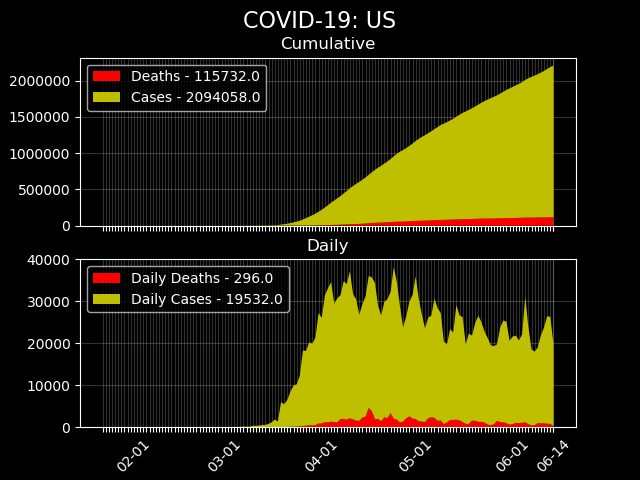 COVID-19: US
Cumulative
Deaths - 115732.0
Cases - 2094058.0
2000000
1500000
1000000
500000
0
Daily
Daily Deaths - 296.0
Daily Cases - 19532.0
40000
30000
20000
10000
0
02-01
03-01
04-01
05-01
06-01
06-14